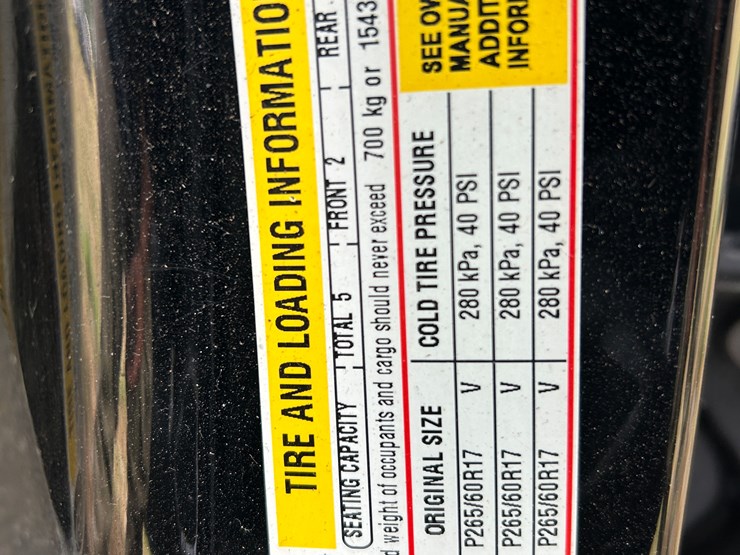 TIRE AND LOADING INFORMATIO
SEATING CAPACITY TOTAL 5 FRONT 2 REAR
d weight of occupants and cargo should never exceed 700 kg or 1543
ORIGINAL SIZE COLD TIRE PRESSURE
P265/60R17 V 280 kPa, 40 PSI
P265/60R17 V 280 kPa, 40 PSI
P265/60R17 V 280 kPa, 40 PSI
SEE OW
MANUA
ADDIT
INFORM